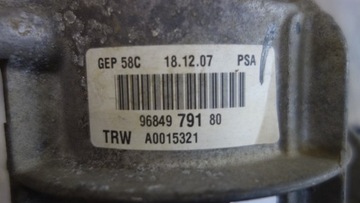 GEP 58C 18.12.07 PSA
96849 791 80
TRW A0015321